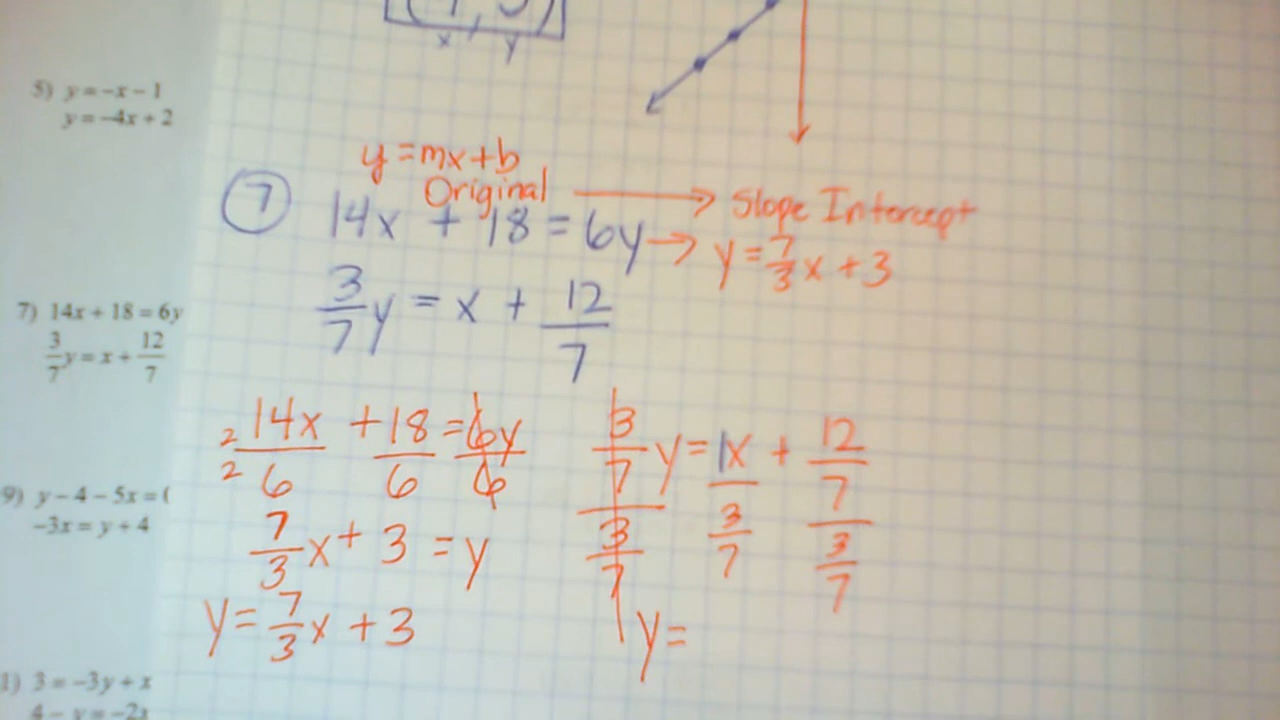 x y
5) y = -x - 1
y = -4x + 2
y = mx + b
Original → Slope Intercept
7 14x + 18 = 6y → y = 7/3 x + 3
3/7 y = x + 12/7
7) 14x + 18 = 6y
3/7 y = x + 12/7
2 14x/6 + 18/6 = 6y/6
2
7/3 x + 3 = y
y = 7/3 x + 3
3/7 y / 3/7 = 1x / 3/7 + 12/7 / 3/7
y =
9) y - 4 - 5x = (
-3x = y + 4
1) 3 = -3y + x
4 - y = -2x